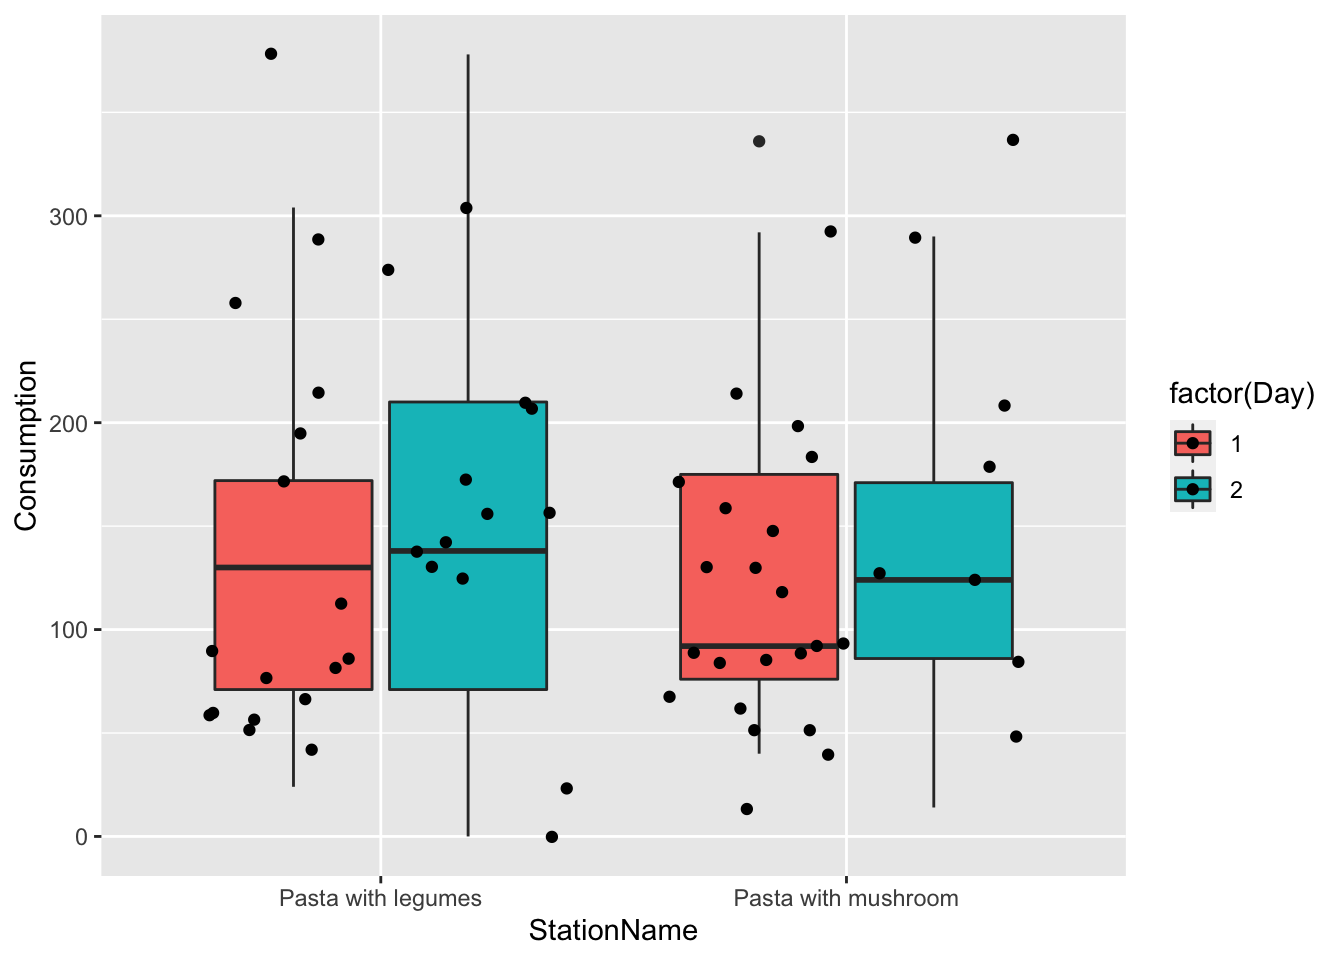 Consumption
300
200
100
0
Pasta with legumes
Pasta with mushroom
StationName
factor(Day)
1
2